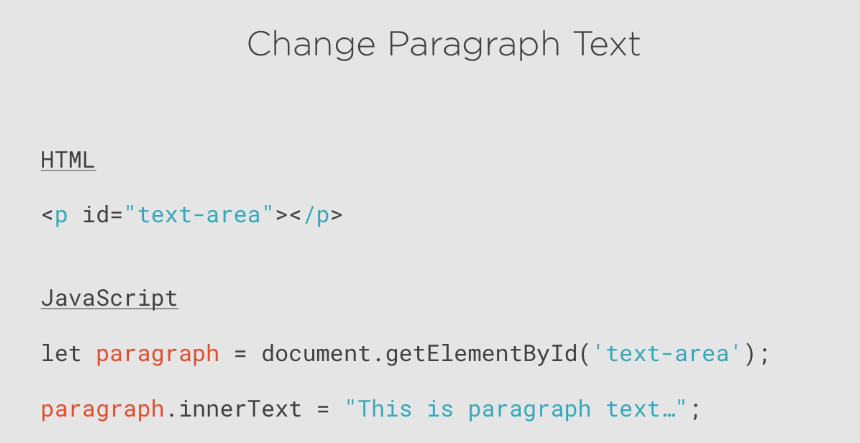 Change Paragraph Text
HTML
<p id="text-area"></p>
JavaScript
let paragraph = document.getElementById('text-area');
paragraph.innerText = "This is paragraph text…";